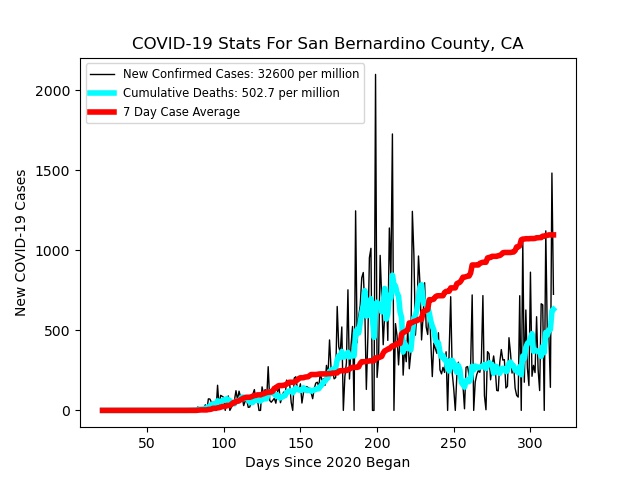 COVID-19 Stats For San Bernardino County, CA
New Confirmed Cases: 32600 per million
Cumulative Deaths: 502.7 per million
7 Day Case Average
New COVID-19 Cases
2000
1500
1000
500
0
50 100 150 200 250 300
Days Since 2020 Began